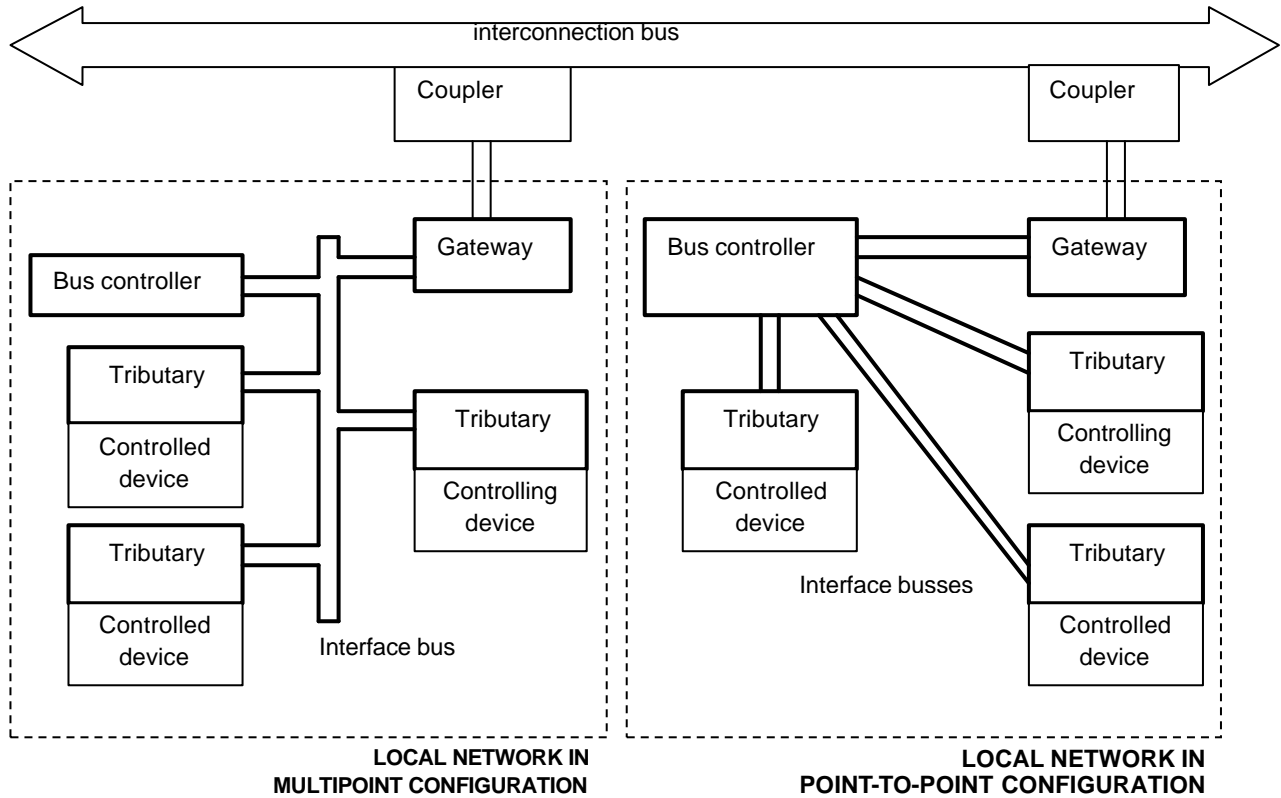 interconnection bus
Coupler
Coupler
Gateway
Bus controller
Tributary
Controlled
device
Tributary
Controlling
device
Tributary
Controlled
device
Interface bus
LOCAL NETWORK IN
MULTIPOINT CONFIGURATION
Bus controller
Gateway
Tributary
Controlling
device
Tributary
Controlled
device
Tributary
Controlled
device
Interface busses
LOCAL NETWORK IN
POINT-TO-POINT CONFIGURATION